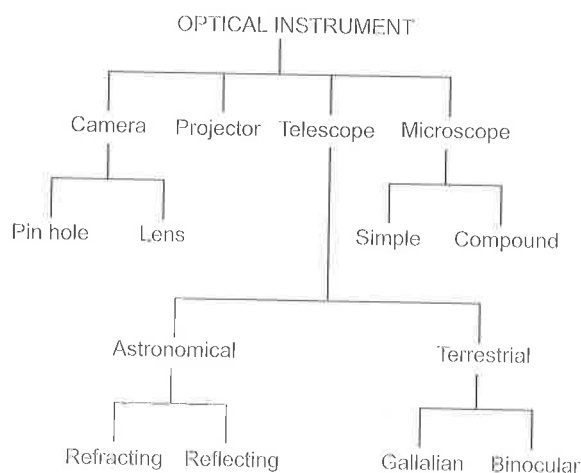 OPTICAL INSTRUMENT
Camera Projector Telescope Microscope
Pin hole Lens Simple Compound
Astronomical Terrestrial
Refracting Reflecting Gallalian Binocular